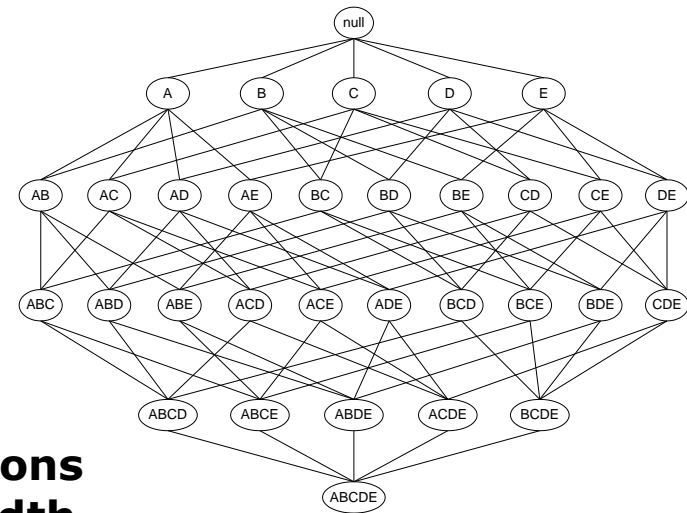 null
A B C D E
AB AC AD AE BC BD BE CD CE DE
ABC ABD ABE ACD ACE ADE BCD BCE BDE CDE
ABCD ABCE ABDE ACDE BCDE
ons
ABCDE